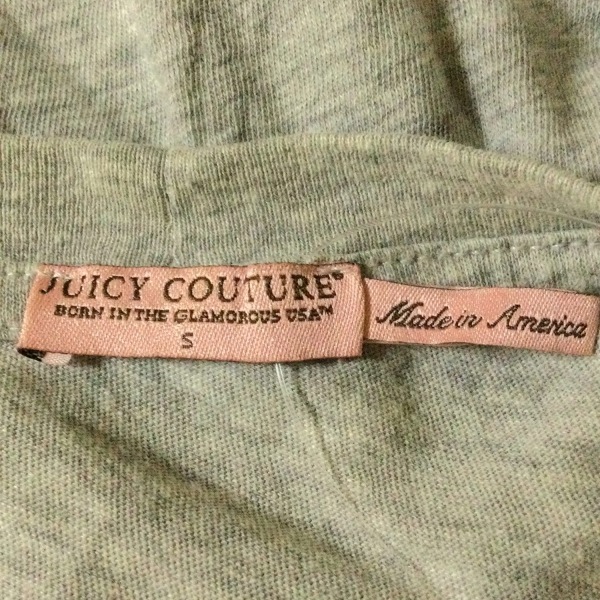 JUICY COUTURE®
BORN IN THE GLAMOROUS USA™
S
Made in America